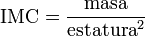 IMC = masa / estatura²